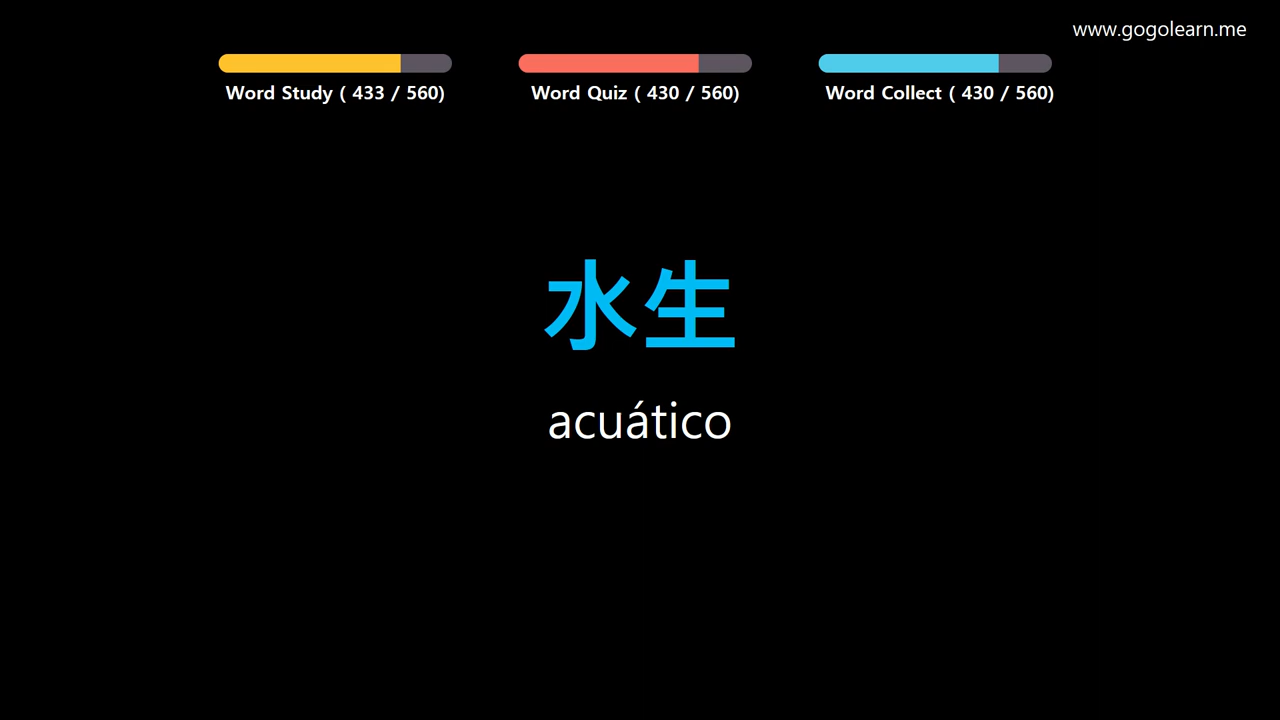 www.gogolearn.me
Word Study ( 433 / 560)
Word Quiz ( 430 / 560)
Word Collect ( 430 / 560)
水生
acuático